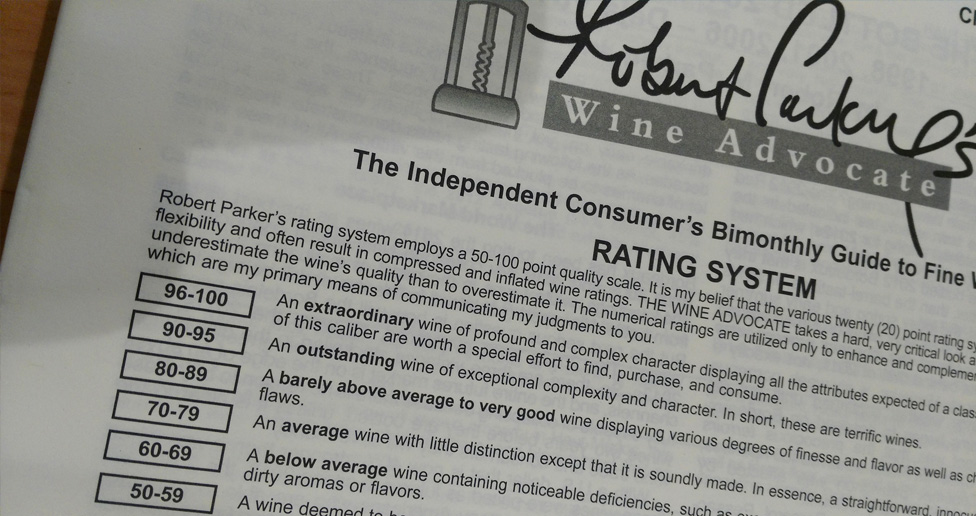 Robert Parker's
Wine Advocate
The Independent Consumer's Bimonthly Guide to Fine
RATING SYSTEM
Robert Parker's rating system employs a 50-100 point quality scale. It is my belief that the various twenty (20) point rating
flexibility and often result in compressed and inflated wine ratings. THE WINE ADVOCATE takes a hard, very critical look
underestimate the wine's quality than to overestimate it. The numerical ratings are utilized only to enhance and
which are my primary means of communicating my judgments to you.
96-100
An extraordinary wine of profound and complex character displaying all the attributes expected of a
of this caliber are worth a special effort to find, purchase, and consume.
90-95
An outstanding wine of exceptional complexity and character. In short, these are terrific wines.
80-89
A barely above average to very good wine displaying various degrees of finesse and flavor as well as
flaws.
70-79
An average wine with little distinction except that it is soundly made. In essence, a straightforward,
60-69
A below average wine containing noticeable deficiencies, such as
dirty aromas or flavors.
50-59
A wine deemed to